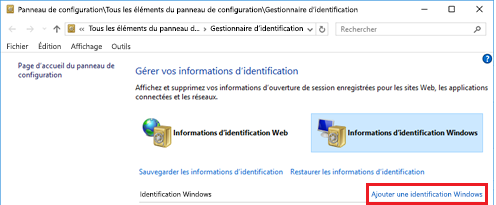 Panneau de configuration\Tous les éléments du panneau de configuration\Gestionnaire d'identification
Tous les éléments du panneau d... > Gestionnaire d'identification
Rechercher
Fichier Edition Affichage Outils
Page d'accueil du panneau de configuration
Gérer vos informations d'identification
Affichez et supprimez vos informations d'ouverture de session enregistrées pour les sites Web, les applications
connectées et les réseaux.
Informations d'identification Web
Informations d'identification Windows
Sauvegarder les informations d'identification Restaurer les informations d'identification
Identification Windows
Ajouter une identification Windows